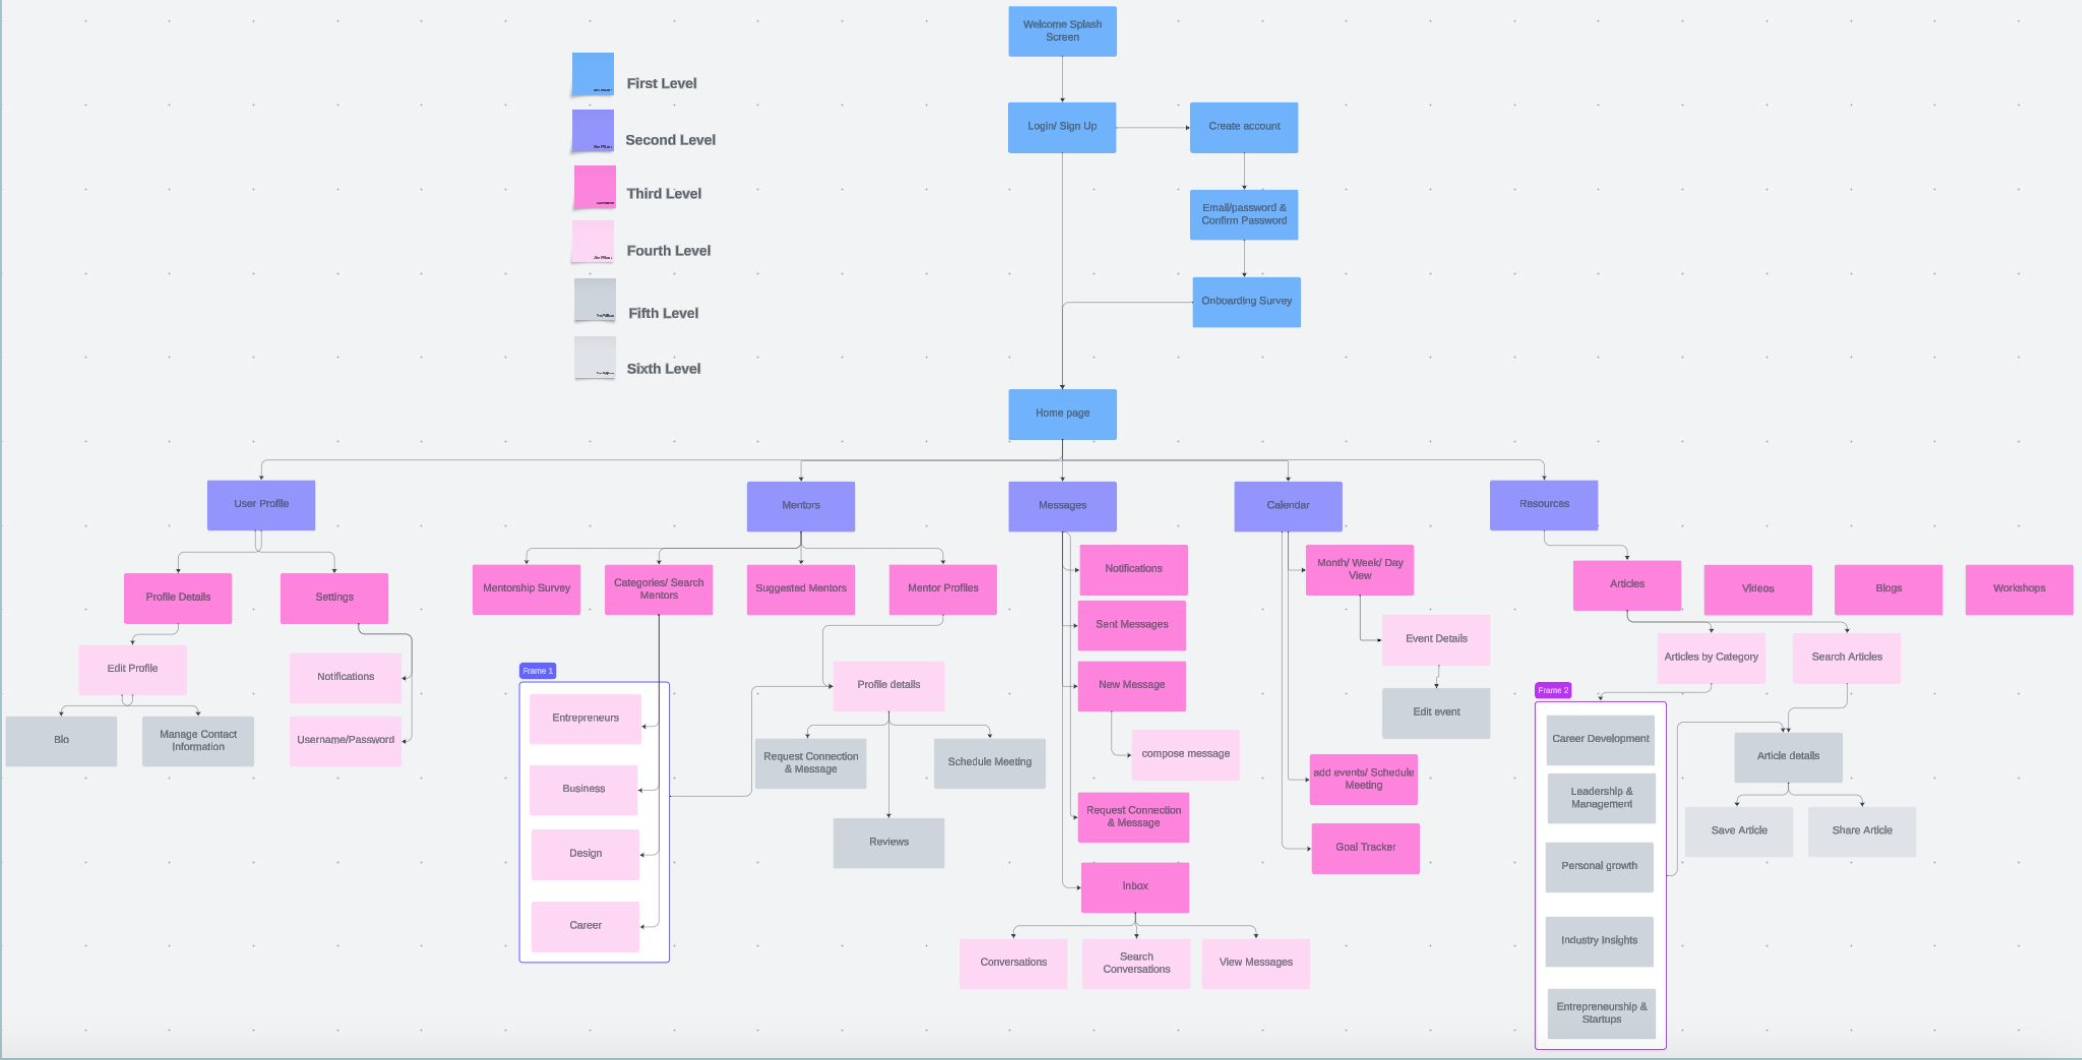 Welcome Splash
Screen
First Level
Second Level
Third Level
Fourth Level
Fifth Level
Sixth Level
Login/ Sign Up
Create account
Email/password &
Confirm Password
Onboarding Survey
Home page
User Profile
Mentors
Messages
Calendar
Resources
Profile Details
Settings
Edit Profile
Notifications
Bio
Manage Contact
Information
Username/Password
Mentorship Survey
Categories/ Search
Mentors
Suggested Mentors
Mentor Profiles
Frame 1
Entrepreneurs
Business
Design
Career
Profile details
Request Connection
& Message
Schedule Meeting
Reviews
Notifications
Sent Messages
New Message
compose message
Request Connection
& Message
Inbox
Conversations
Search
Conversations
View Messages
Month/ Week/ Day
View
Event Details
Edit event
add events/ Schedule
Meeting
Goal Tracker
Articles
Videos
Blogs
Workshops
Articles by Category
Search Articles
Frame 2
Career Development
Leadership &
Management
Personal growth
Industry Insights
Entrepreneurship &
Startups
Article details
Save Article
Share Article